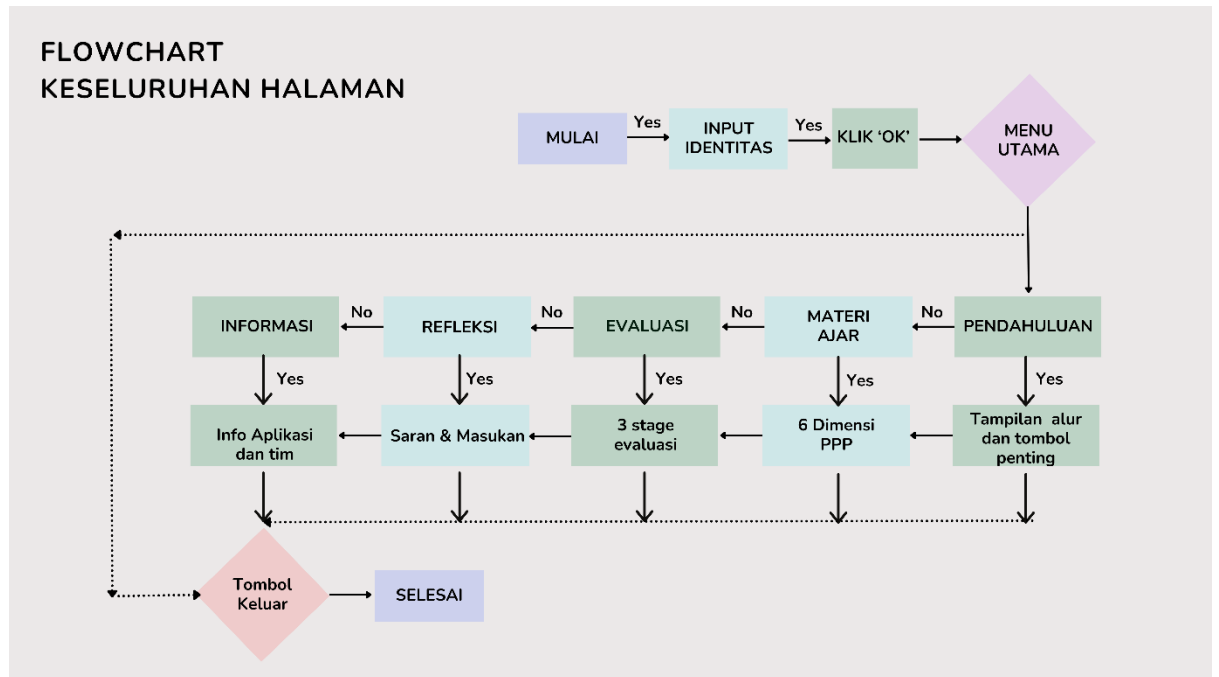 FLOWCHART
KESELURUHAN HALAMAN
MULAI
Yes
INPUT
IDENTITAS
Yes
KLIK ‘OK’
MENU
UTAMA
INFORMASI
No
REFLEKSI
No
EVALUASI
No
MATERI
AJAR
No
PENDAHULUAN
Yes
Yes
Yes
Yes
Yes
Info Aplikasi
dan tim
Saran & Masukan
3 stage
evaluasi
6 Dimensi
PPP
Tampilan alur
dan tombol
penting
Tombol
Keluar
SELESAI